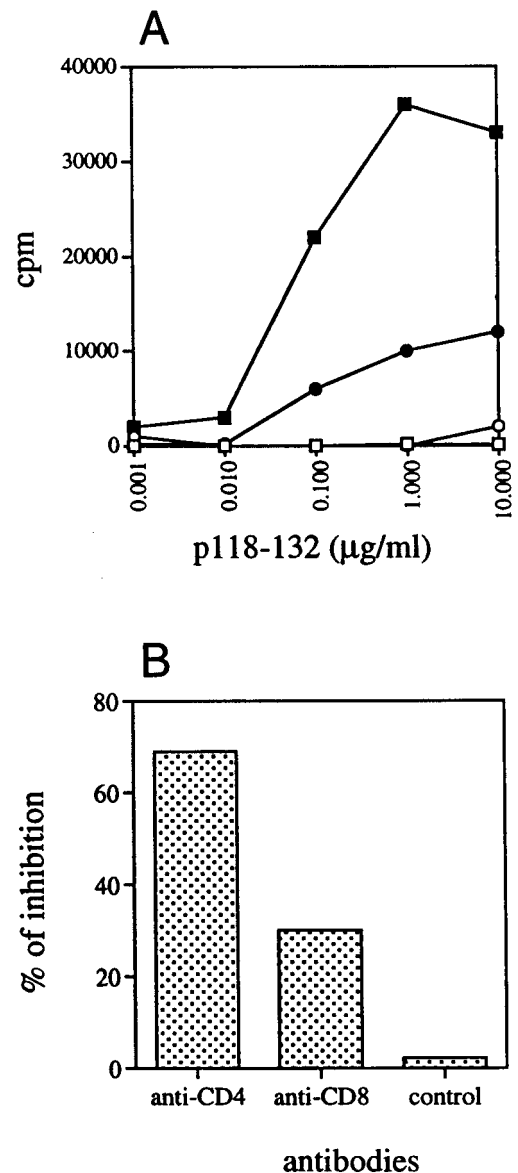 A
40000
30000
20000
10000
0
cpm
0.001
0.010
0.100
1.000
10.000
p118-132 (μg/ml)
B
80
60
40
20
0
% of inhibition
anti-CD4 anti-CD8 control
antibodies